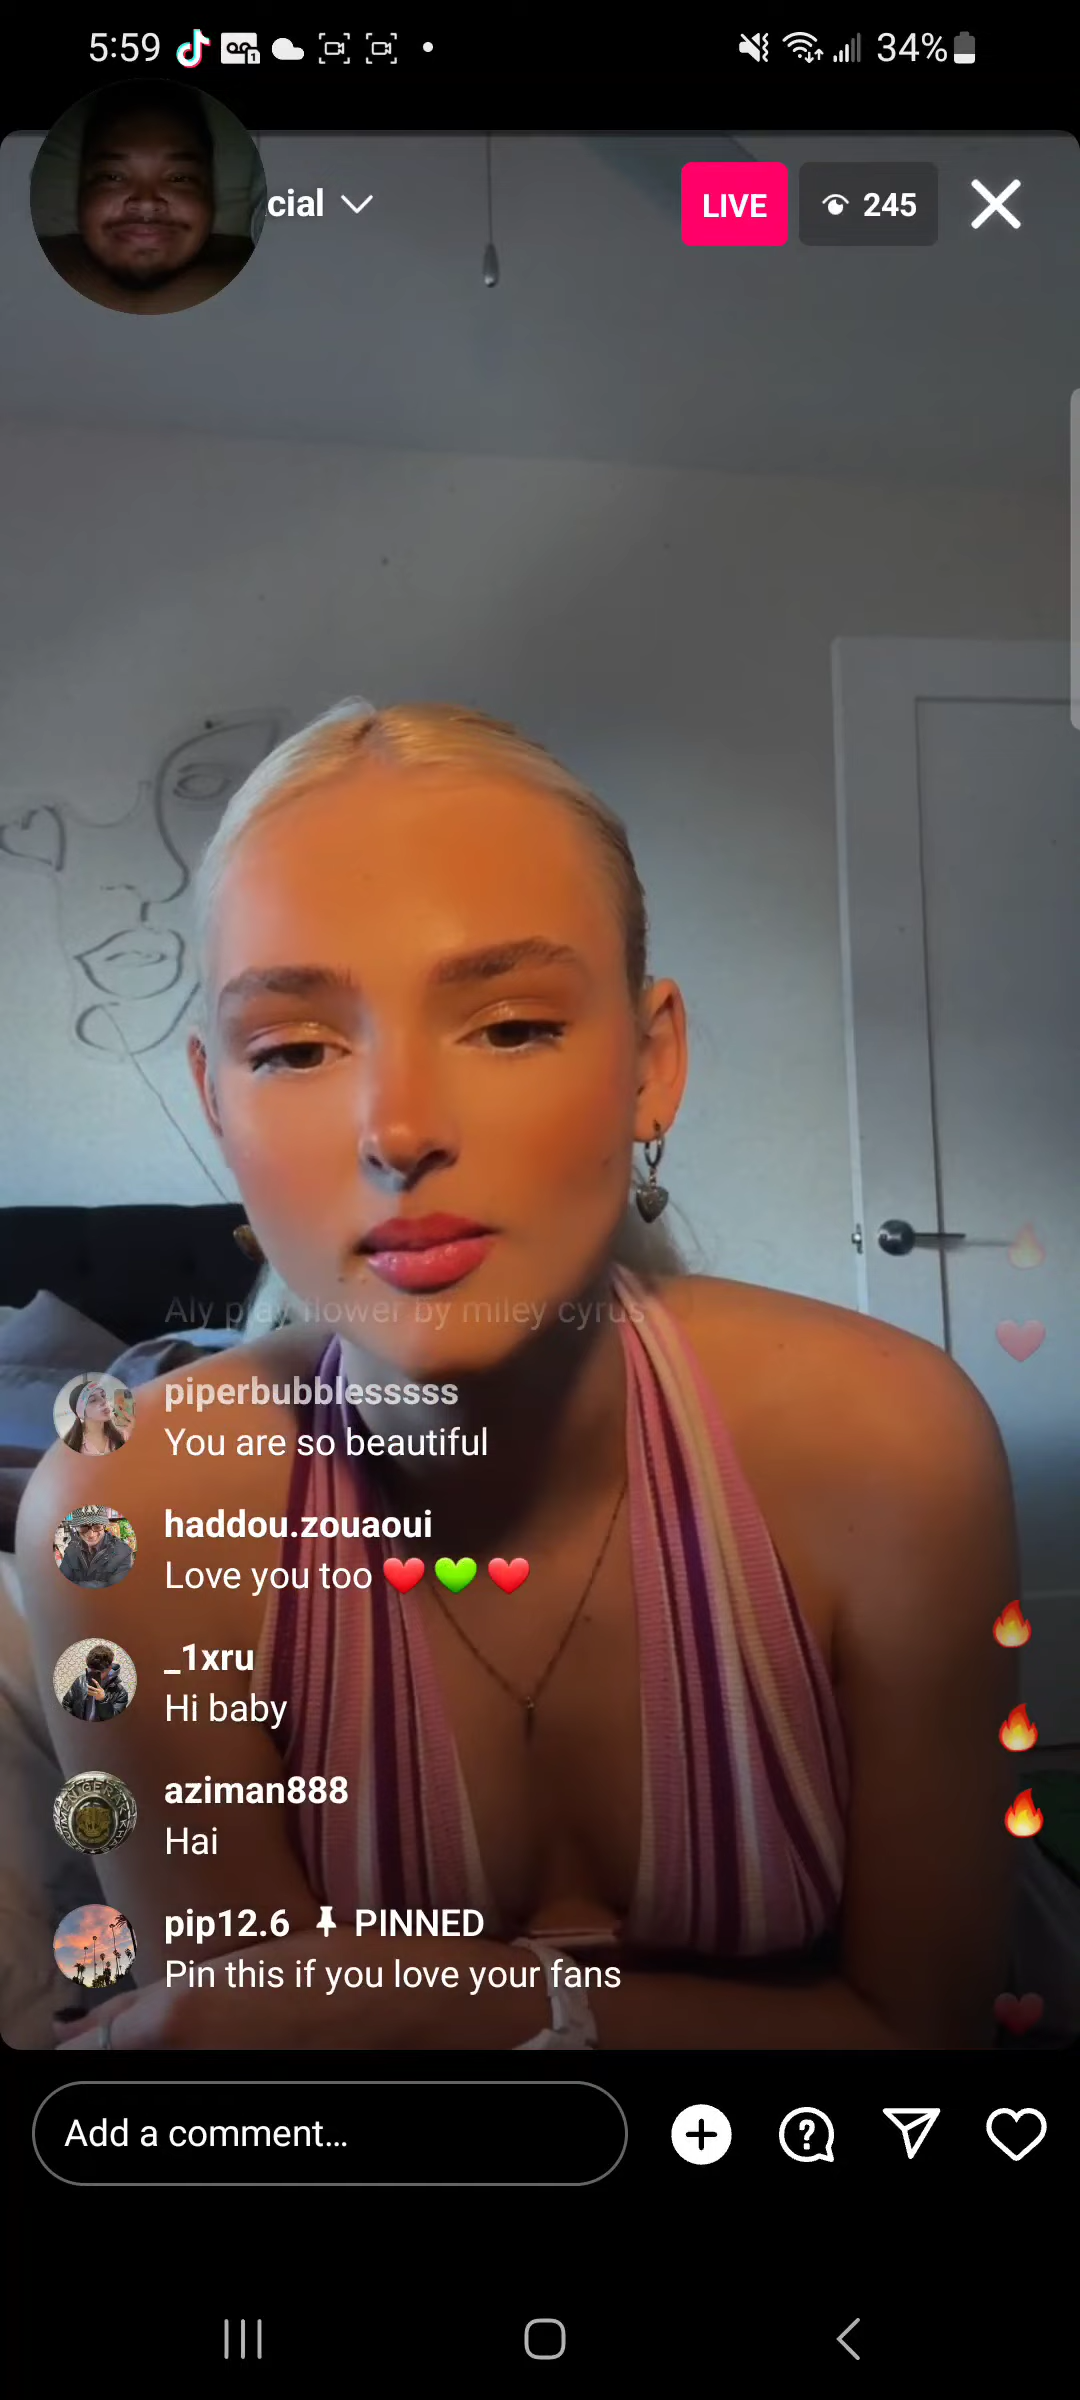 5:59
34%
cial
LIVE
245
Aly play flower by miley cyrus
piperbubblesssss
You are so beautiful
haddou.zouaoui
Love you too ❤️ 💚 ❤️
_1xru
Hi baby
aziman888
Hai
pip12.6 📌 PINNED
Pin this if you love your fans
Add a comment...